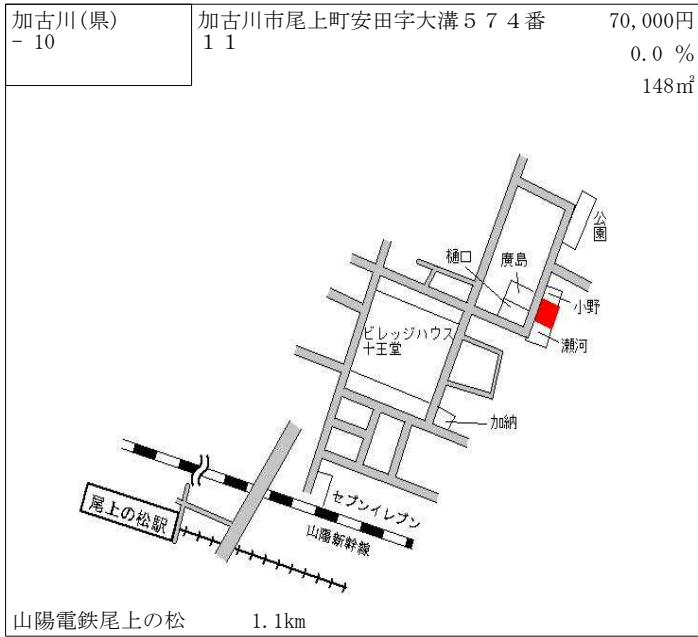 加古川(県)
- 10
加古川市尾上町安田字大溝５７４番
１１
70,000円
0.0 %
148㎡
公園
樋口
廣島
小野
瀬河
ビレッジハウス
十王堂
加納
セブンイレブン
山陽新幹線
尾上の松駅
山陽電鉄尾上の松 1.1km